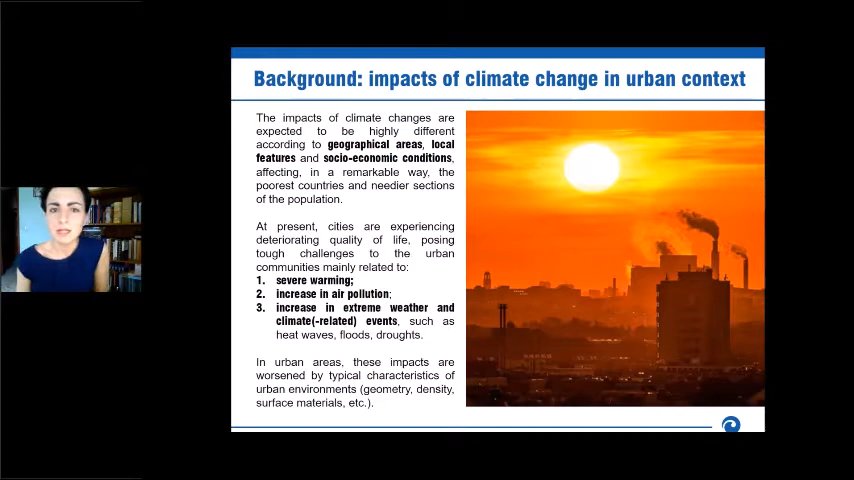 Background: impacts of climate change in urban context
The impacts of climate changes are
expected to be highly different
according to geographical areas, local
features and socio-economic conditions,
affecting, in a remarkable way, the
poorest countries and needier sections
of the population.
At present, cities are experiencing
deteriorating quality of life, posing
tough challenges to the urban
communities mainly related to:
1. severe warming;
2. increase in air pollution;
3. increase in extreme weather and
climate(-related) events, such as
heat waves, floods, droughts.
In urban areas, these impacts are
worsened by typical characteristics of
urban environments (geometry, density,
surface materials, etc.).